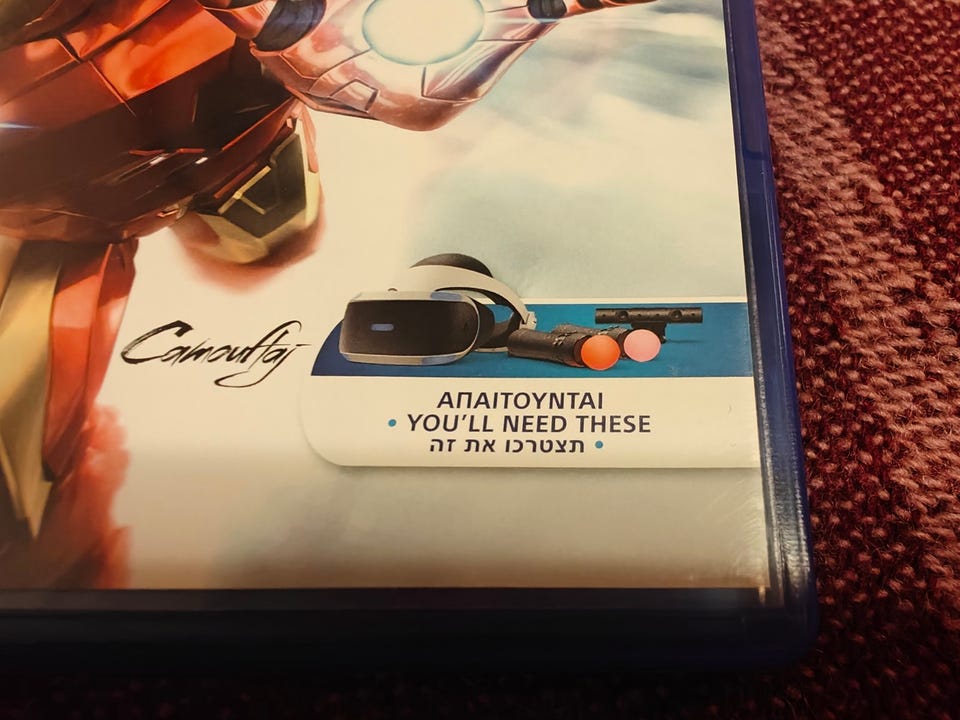 Camouflaj
ΑΠΑΙΤΟΥΝΤΑΙ
• YOU'LL NEED THESE
תצטרכו את זה •